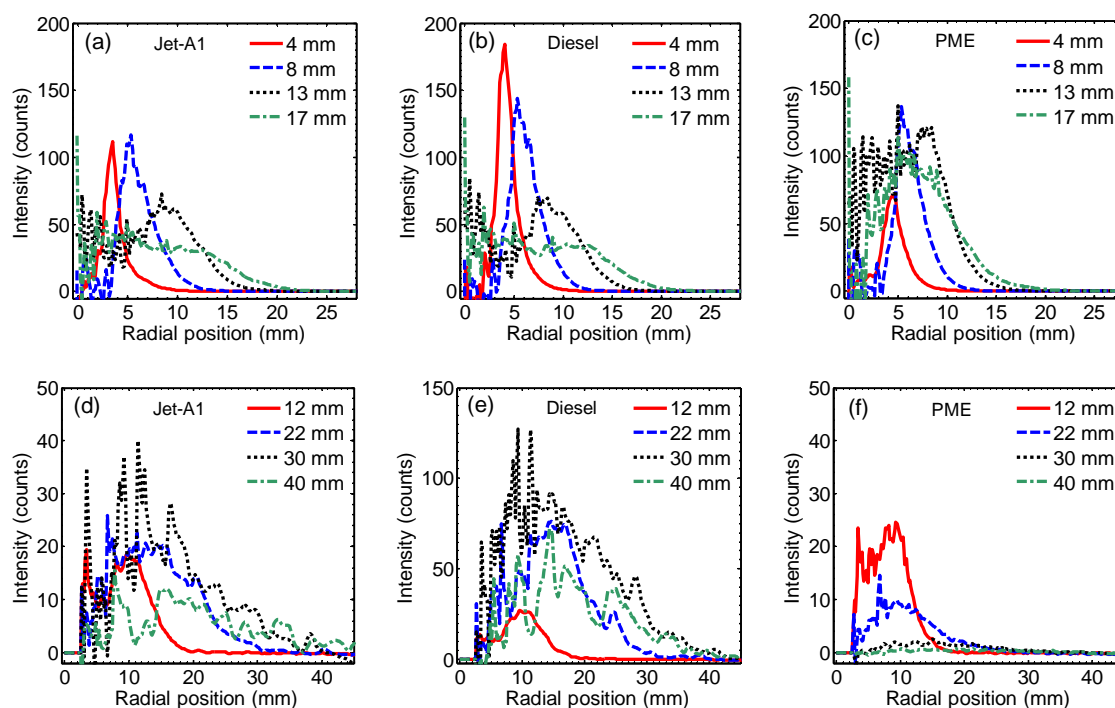 (a) Jet-A1
4 mm
8 mm
13 mm
17 mm
200
150
100
50
0
Intensity (counts)
0 5 10 15 20 25
Radial position (mm)
(b) Diesel
4 mm
8 mm
13 mm
17 mm
200
150
100
50
0
Intensity (counts)
0 5 10 15 20 25
Radial position (mm)
(c) PME
4 mm
8 mm
13 mm
17 mm
200
150
100
50
0
Intensity (counts)
0 5 10 15 20 25
Radial position (mm)
(d) Jet-A1
12 mm
22 mm
30 mm
40 mm
50
40
30
20
10
0
Intensity (counts)
0 10 20 30 40
Radial position (mm)
(e) Diesel
12 mm
22 mm
30 mm
40 mm
150
100
50
0
Intensity (counts)
0 10 20 30 40
Radial position (mm)
(f) PME
12 mm
22 mm
30 mm
40 mm
50
40
30
20
10
0
Intensity (counts)
0 10 20 30 40
Radial position (mm)